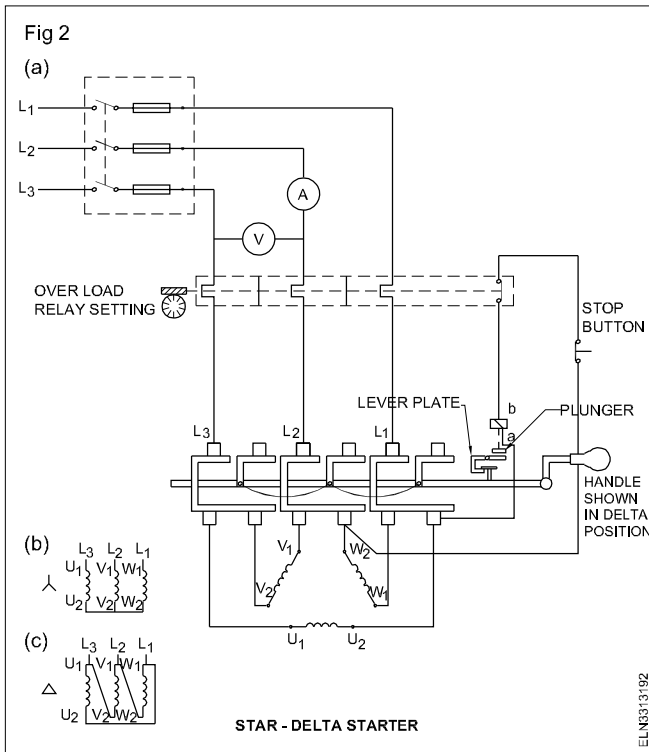 Fig 2
(a)
L1
L2
L3
A
V
OVER LOAD
RELAY SETTING
STOP
BUTTON
LEVER PLATE
b
PLUNGER
a
L3
L2
L1
HANDLE
SHOWN
IN DELTA
POSITION
V1
W2
V2
W1
U1
U2
(b)
L3 L2 L1
U1 V1 W1
U2 V2 W2
(c)
L3 L2 L1
U1 V1 W1
U2 V2 W2
STAR - DELTA STARTER
ELN3313192